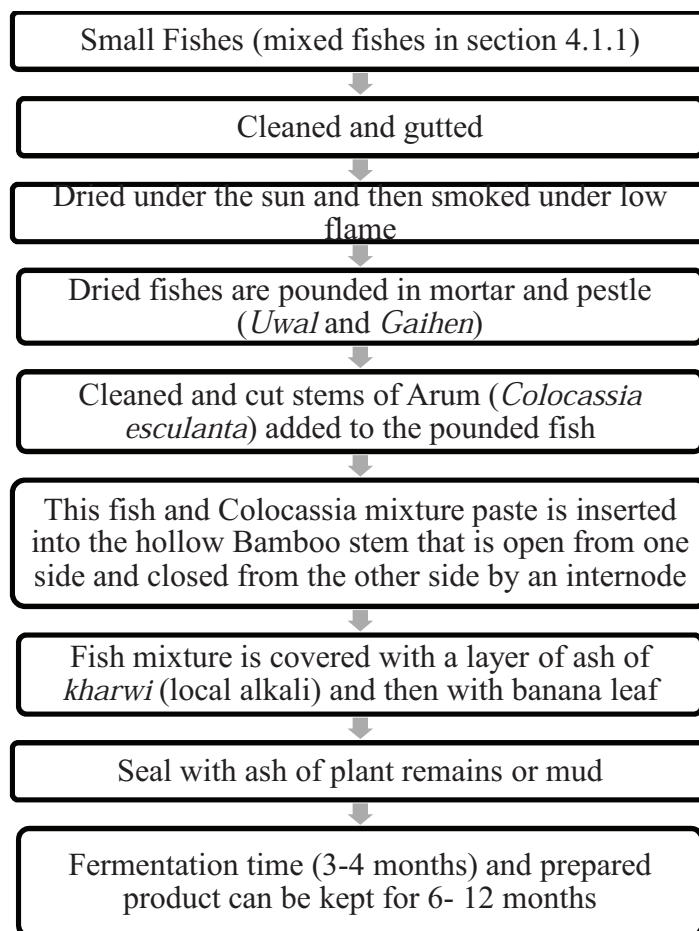 Small Fishes (mixed fishes in section 4.1.1)
Cleaned and gutted
Dried under the sun and then smoked under low
flame
Dried fishes are pounded in mortar and pestle
(Uwal and Gaihen)
Cleaned and cut stems of Arum (Colocassia
esculanta) added to the pounded fish
This fish and Colocassia mixture paste is inserted
into the hollow Bamboo stem that is open from one
side and closed from the other side by an internode
Fish mixture is covered with a layer of ash of
kharwi (local alkali) and then with banana leaf
Seal with ash of plant remains or mud
Fermentation time (3-4 months) and prepared
product can be kept for 6- 12 months